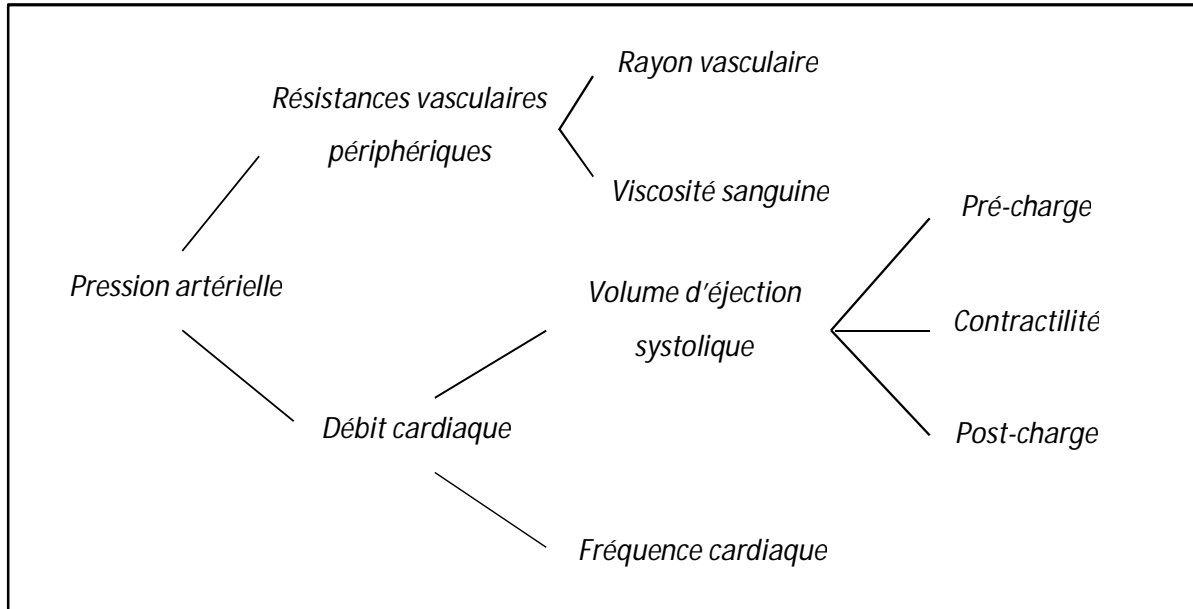 Rayon vasculaire
Résistances vasculaires
périphériques
Viscosité sanguine
Pré-charge
Pression artérielle
Volume d’éjection
systolique
Contractilité
Débit cardiaque
Post-charge
Fréquence cardiaque